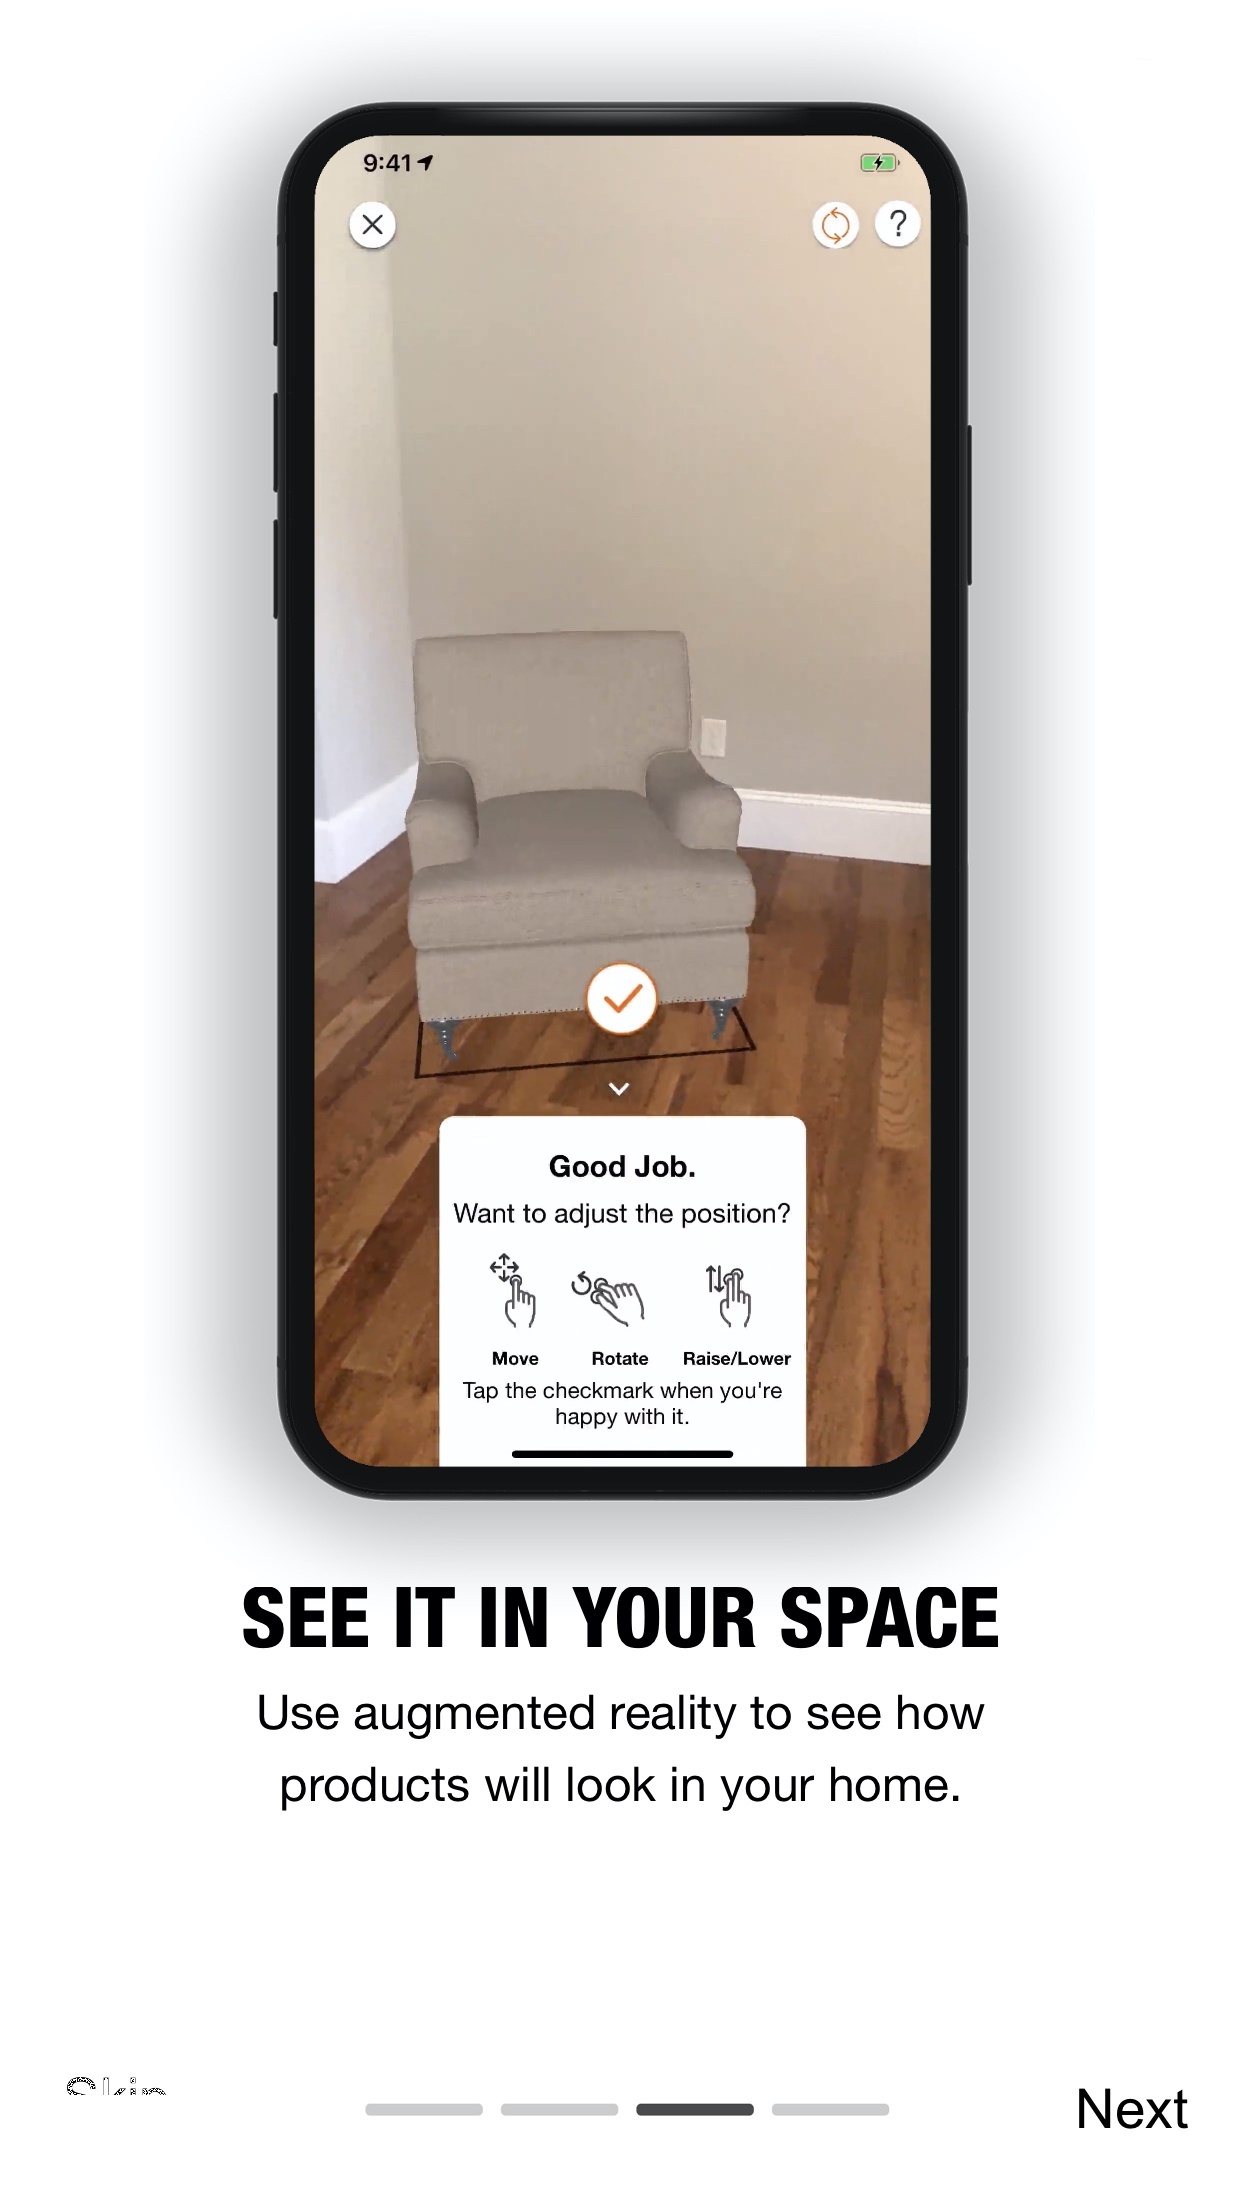 9:41
?
Good Job.
Want to adjust the position?
Move Rotate Raise/Lower
Tap the checkmark when you're
happy with it.
SEE IT IN YOUR SPACE
Use augmented reality to see how
products will look in your home.
Next